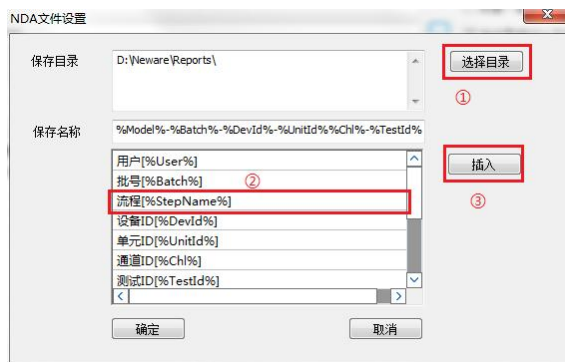 NDA文件设置
保存目录
D:\Neware\Reports\
选择目录
①
保存名称
%Model%-%Batch%-%DevId%-%UnitId%%Chl%-%TestId%
用户[%User%]
批号[%Batch%]
②
插入
流程[%StepName%]
③
设备ID[%DevId%]
单元ID[%UnitId%]
通道ID[%Chl%]
测试ID[%TestId%]
确定
取消